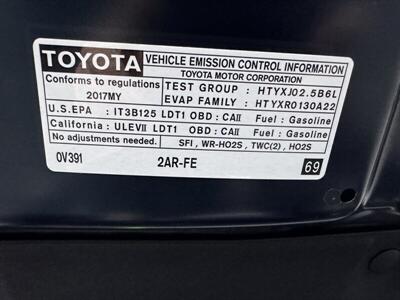 TOYOTA VEHICLE EMISSION CONTROL INFORMATION
TOYOTA MOTOR CORPORATION
Conforms to regulations
2017MY
TEST GROUP : HTYXJ02.5B6L
EVAP FAMILY : HTYXR0130A22
U.S.EPA : IT3B125 LDT1 OBD : CAII Fuel : Gasoline
California : ULEVII LDT1 OBD : CAII Fuel : Gasoline
No adjustments needed. SFI , WR-HO2S , TWC(2) , HO2S
0V391 2AR-FE 69